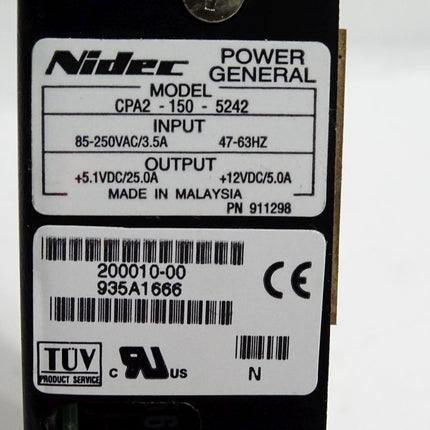 Nidec POWER GENERAL
MODEL
CPA2 - 150 - 5242
INPUT
85-250VAC/3.5A 47-63HZ
OUTPUT
+5.1VDC/25.0A +12VDC/5.0A
MADE IN MALAYSIA
PN 911298
200010-00
935A1666
CE
TÜV
PRODUCT SERVICE
c RU US
N